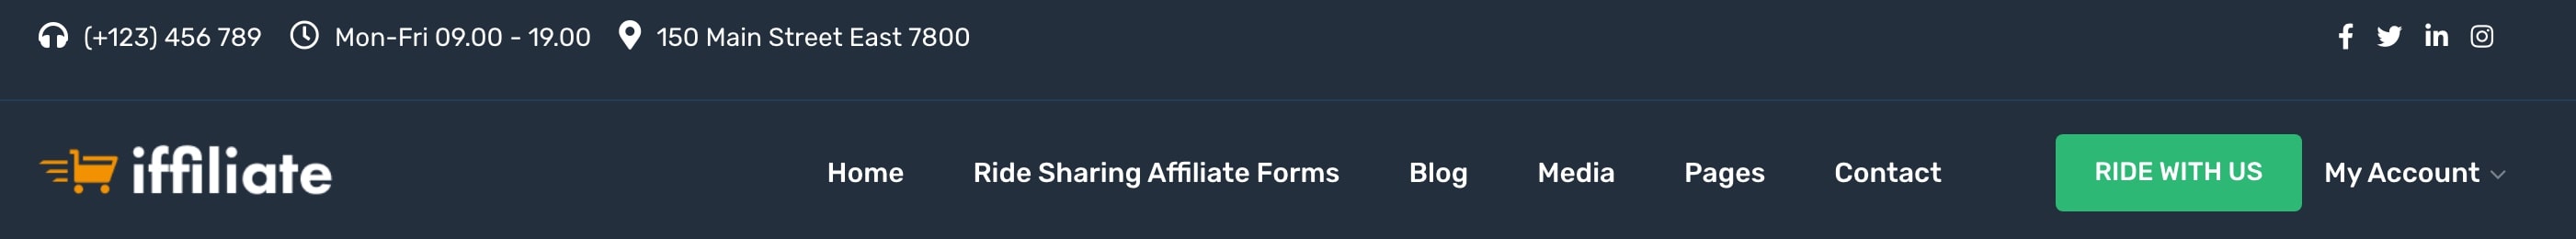 (+123) 456 789 Mon-Fri 09.00 - 19.00 150 Main Street East 7800
iffiliate Home Ride Sharing Affiliate Forms Blog Media Pages Contact RIDE WITH US My Account